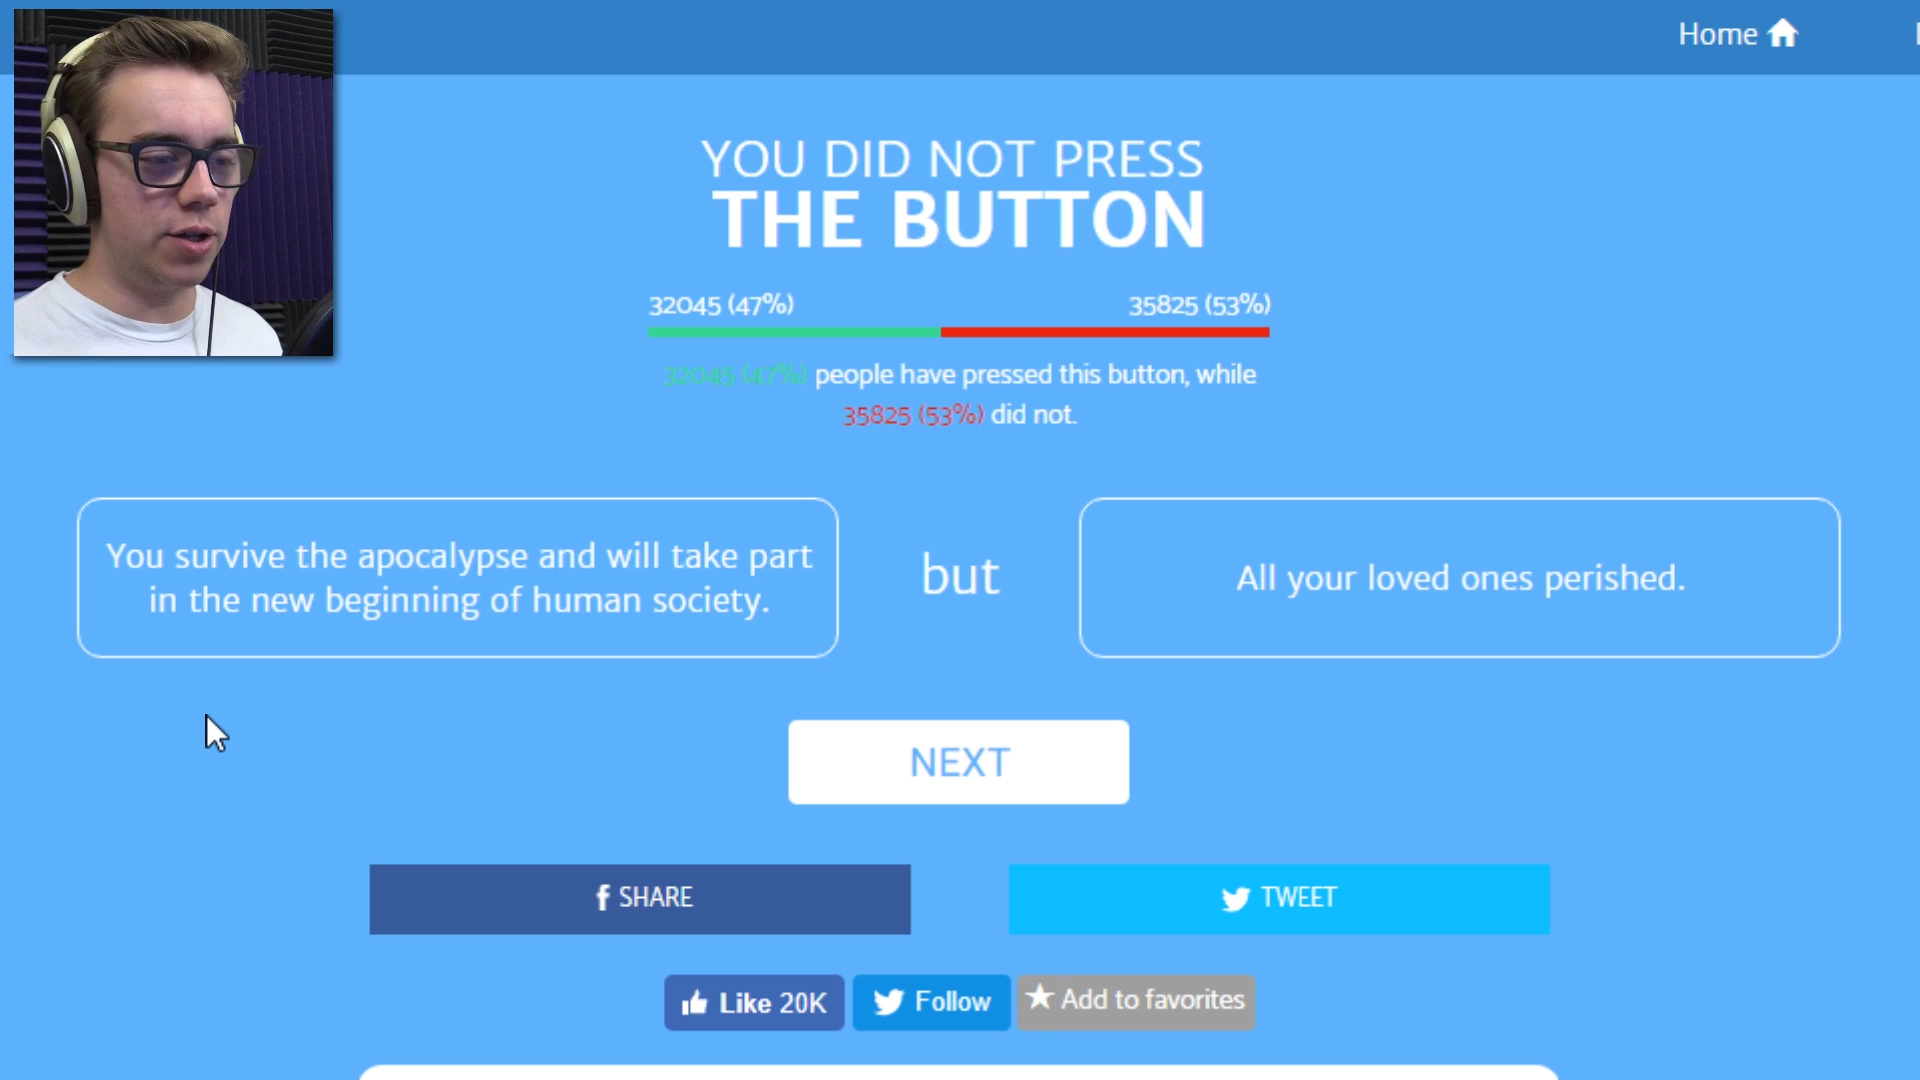 Home
YOU DID NOT PRESS
THE BUTTON
32045 (47%) 35825 (53%)
32045 (47%) people have pressed this button, while
35825 (53%) did not.
You survive the apocalypse and will take part
in the new beginning of human society.
but
All your loved ones perished.
NEXT
SHARE
TWEET
Like 20K
Follow
Add to favorites